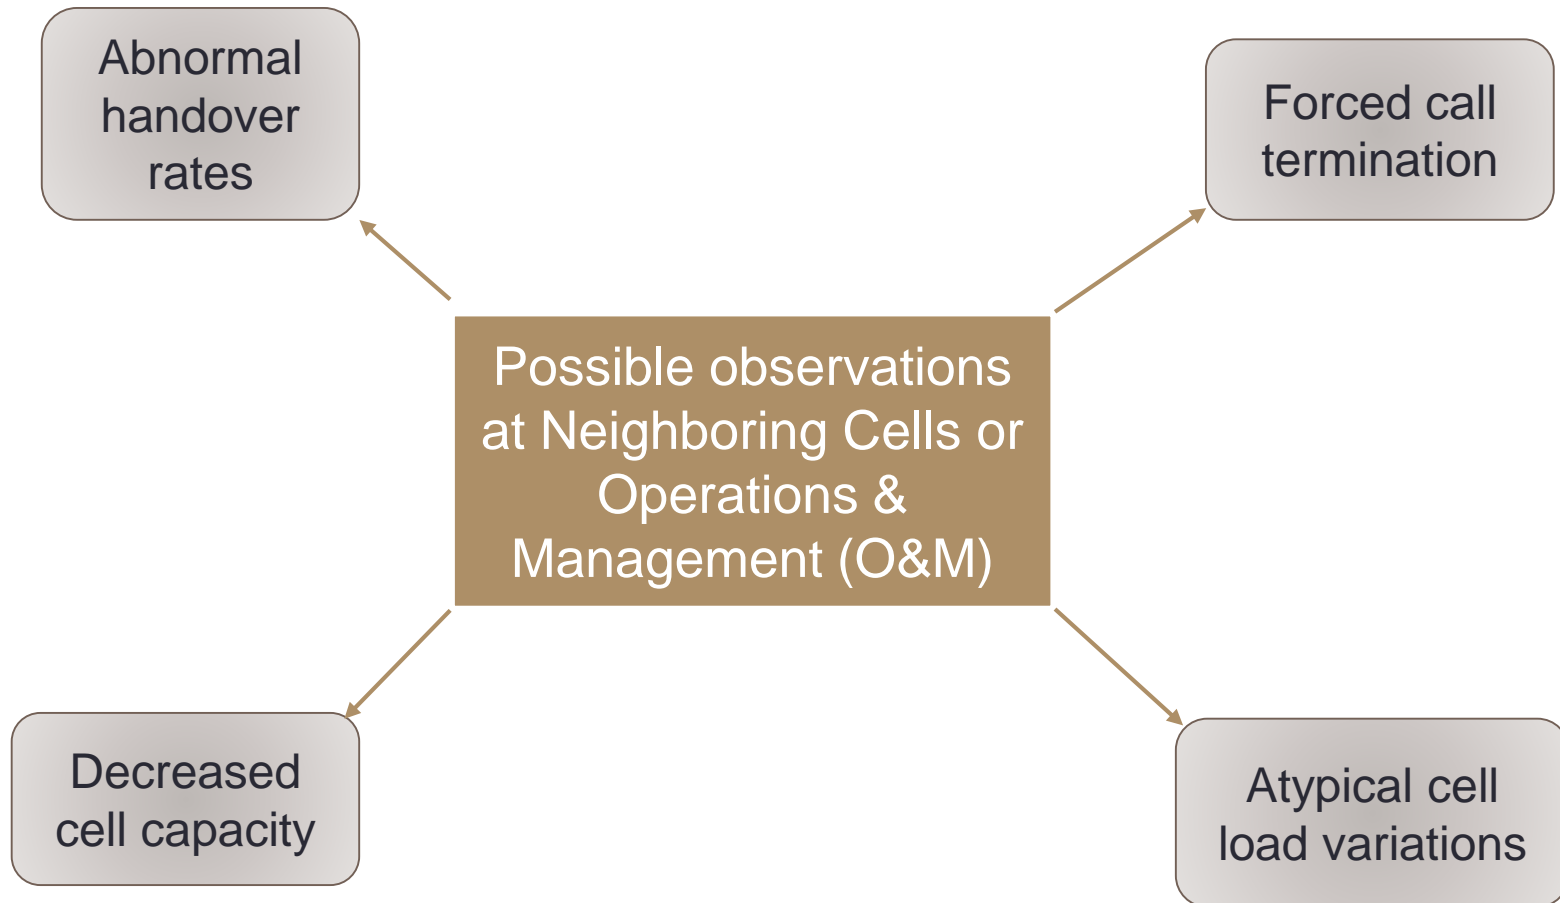 Abnormal
handover
rates
Forced call
termination
Possible observations
at Neighboring Cells or
Operations &
Management (O&M)
Decreased
cell capacity
Atypical cell
load variations